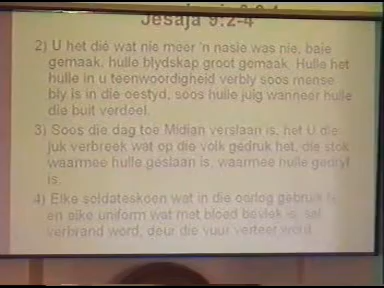 Jesaja 9:2-4
2) U het dié wat nie meer 'n nasie was nie, baie
gemaak, hulle blydskap groot gemaak. Hulle het
hulle in u teenwoordigheid verbly soos mense
bly is in die oestyd, soos hulle juig wanneer hulle
die buit verdeel.
3) Soos die dag toe Midian verslaan is, het U die
juk verbreek wat op die volk gedruk het, die stok
waarmee hulle geslaan is, waarmee hulle gedryf
is.
4) Elke soldateskoen wat in die oorlog gebruik is
en elke uniform wat met bloed bevlek is, sal
verbrand word, deur die vuur verteer word.